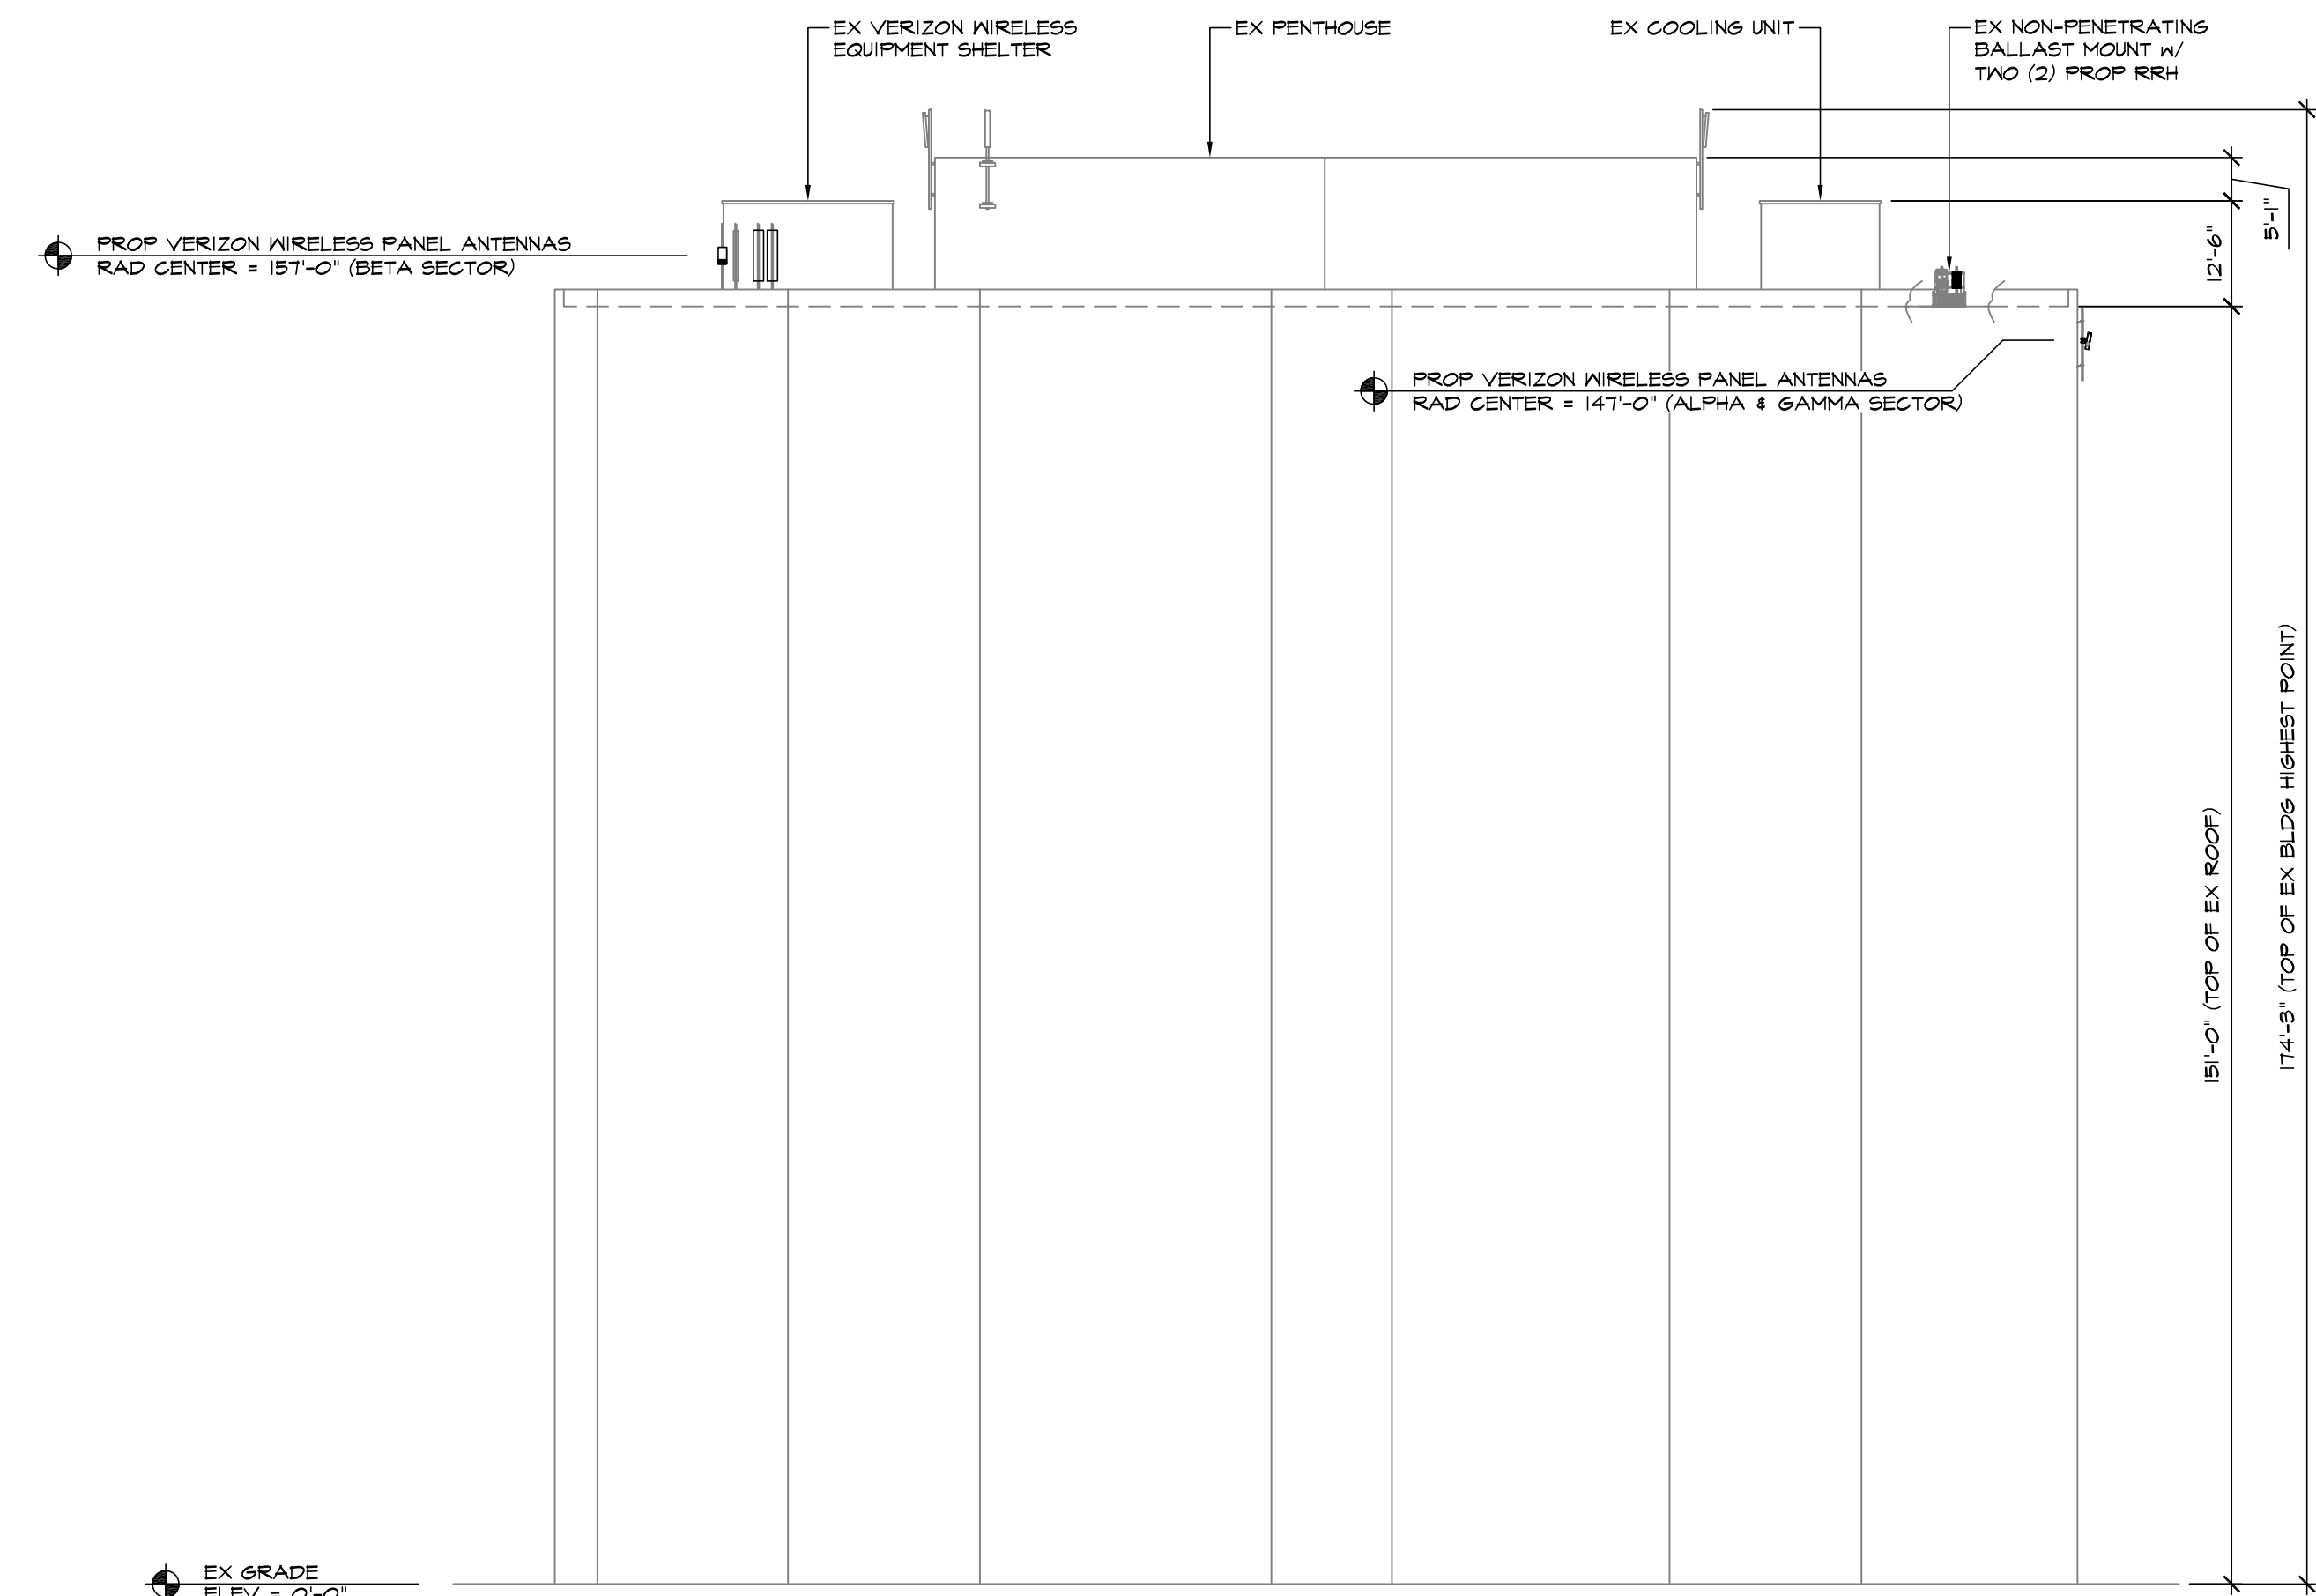 EX VERIZON WIRELESS
EQUIPMENT SHELTER
EX PENTHOUSE
EX COOLING UNIT
EX NON-PENETRATING
BALLAST MOUNT w/
TWO (2) PROP RRH
PROP VERIZON WIRELESS PANEL ANTENNAS
RAD CENTER = 157'-0" (BETA SECTOR)
5'-1"
12'-6"
PROP VERIZON WIRELESS PANEL ANTENNAS
RAD CENTER = 147'-0" (ALPHA & GAMMA SECTOR)
151'-0" (TOP OF EX ROOF)
174'-3" (TOP OF EX BLDG HIGHEST POINT)
EX GRADE
ELEV = 0'-0"